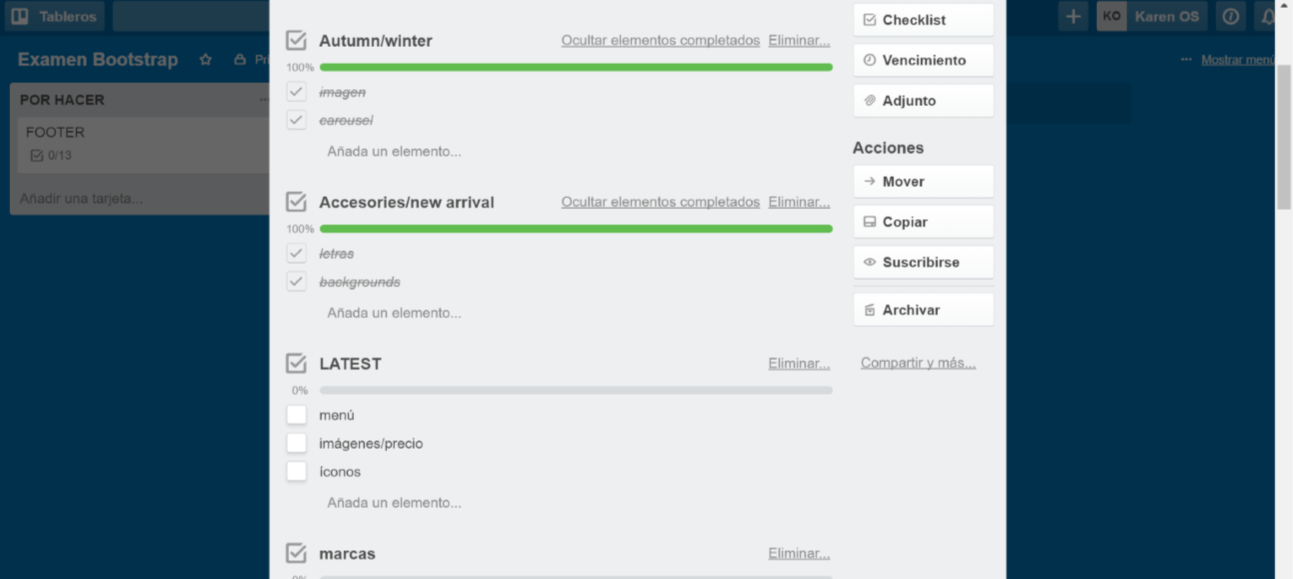 Tableros
KO Karen OS
Examen Bootstrap
Mostrar menú
POR HACER
FOOTER
0/13
Añadir una tarjeta...
Autumn/winter Ocultar elementos completados Eliminar...
100%
imagen
carousel
Añada un elemento...
Accesories/new arrival Ocultar elementos completados Eliminar...
100%
letras
backgrounds
Añada un elemento...
LATEST Eliminar...
0%
menú
imágenes/precio
íconos
Añada un elemento...
marcas Eliminar...
0%
Checklist
Vencimiento
Adjunto
Acciones
Mover
Copiar
Suscribirse
Archivar
Compartir y más...